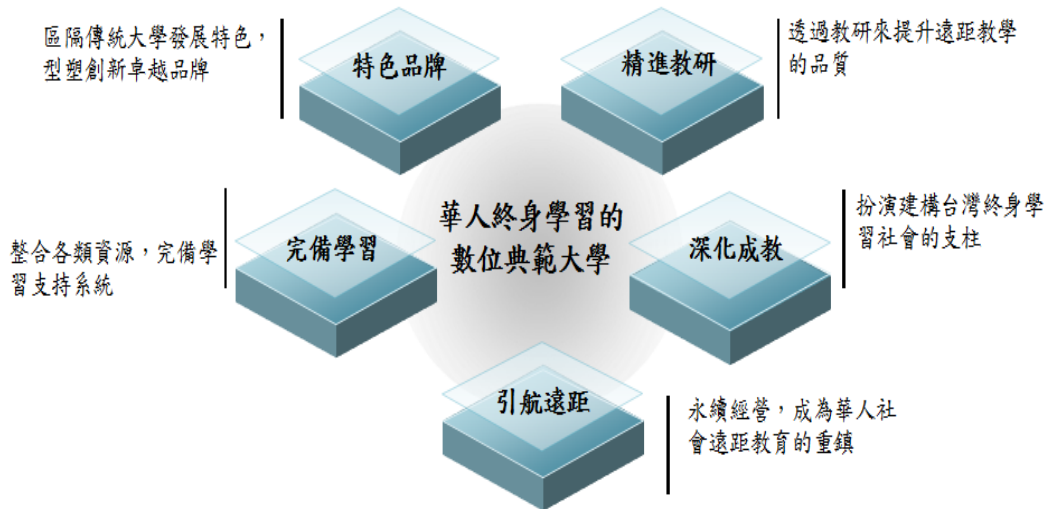 區隔傳統大學發展特色，
型塑創新卓越品牌
特色品牌
精進教研
透過教研來提升遠距教學
的品質
華人終身學習的
數位典範大學
整合各類資源，完備學
習支持系統
完備學習
深化成教
扮演建構台灣終身學
習社會的支柱
引航遠距
永續經營，成為華人社
會遠距教育的重鎮